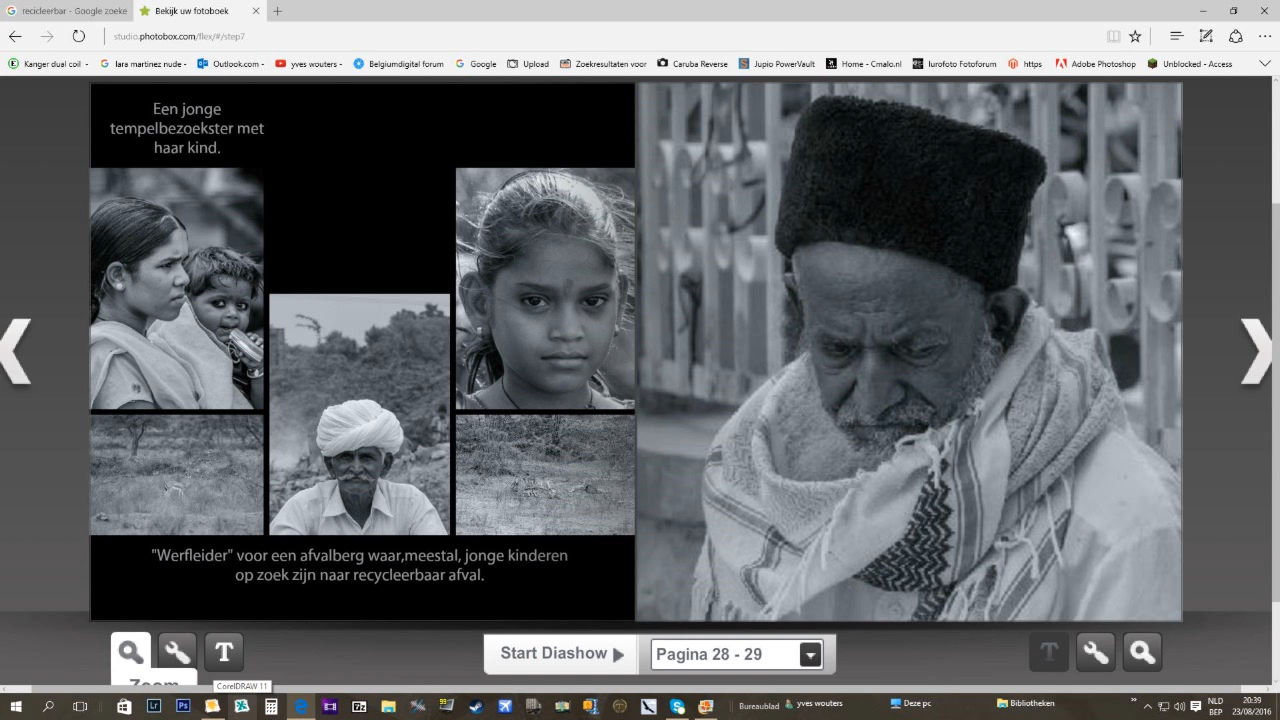 recicleerbar - Google zoeke
Bekijk uw fotoboek
studio.photobox.com/flex/#/step7
Kanger dual coil -
lara martinez nude -
Outlook.com -
yves wouters -
Belgiumdigital forum
Google
Upload
Zoekresultaten voor
Caruba Reverse
Jupio PowerVault
Home - Cmalo.nl
Iurofoto Fotoforum
https
Adobe Photoshop
Unblocked - Access
Een jonge
tempelbezoekster met
haar kind.
"Werfleider" voor een afvalberg waar,meestal, jonge kinderen
op zoek zijn naar recycleerbaar afval.
T
Start Diashow
Pagina 28 - 29
T
Zoom
CorelDRAW 11
Bureaublad
yves wouters
Deze pc
Bibliotheken
NLD
BEP
20:39
23/08/2016